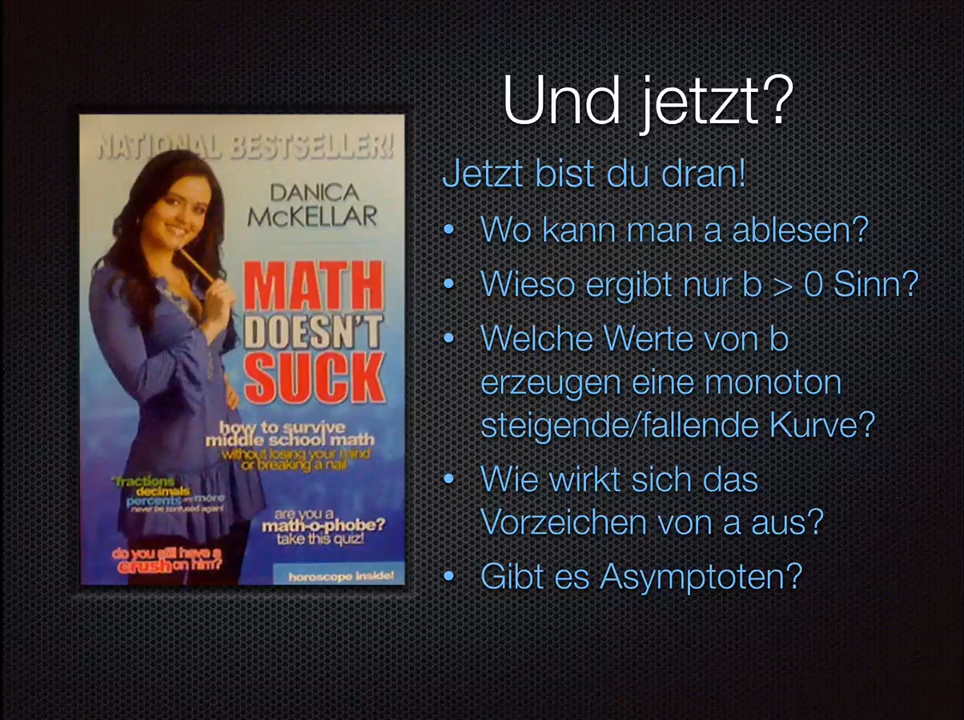 Und jetzt?
Jetzt bist du dran!
• Wo kann man a ablesen?
• Wieso ergibt nur b > 0 Sinn?
• Welche Werte von b
erzeugen eine monoton
steigende/fallende Kurve?
• Wie wirkt sich das
Vorzeichen von a aus?
• Gibt es Asymptoten?
NATIONAL BESTSELLER!
DANICA
McKELLAR
MATH
DOESN'T
SUCK
how to survive
middle school math
without losing your mind
or breaking a nail
*fractions
decimals
percents and more
never be confused again!
are you a
math-o-phobe?
take this quiz!
do you still have a
crush on him?
horoscope inside!